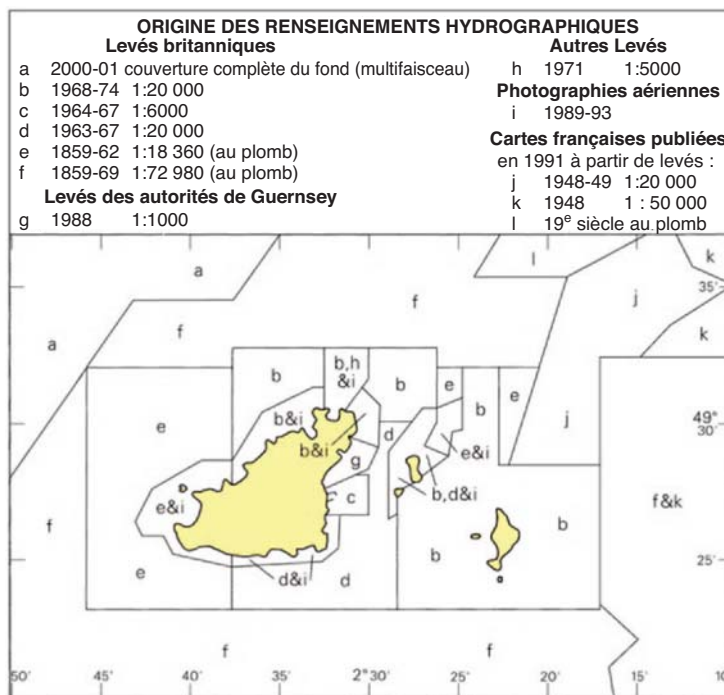 ORIGINE DES RENSEIGNEMENTS HYDROGRAPHIQUES
Levés britanniques
a 2000-01 couverture complète du fond (multifaisceau)
b 1968-74 1:20 000
c 1964-67 1:6000
d 1963-67 1:20 000
e 1859-62 1:18 360 (au plomb)
f 1859-69 1:72 980 (au plomb)
Levés des autorités de Guernsey
g 1988 1:1000
Autres Levés
h 1971 1:5000
Photographies aériennes
i 1989-93
Cartes françaises publiées
en 1991 à partir de levés :
j 1948-49 1:20 000
k 1948 1 : 50 000
l 19e siècle au plomb
a
l
k
35'
f
j
f
k
a
b
b,h
&i
b
e
b
e
49°
30'
e
b&i
j
d
b&i
e&i
g
b,d&i
e&i
c
f&k
f
b
b
25'
e
d&i
d
f
f
50'
45'
40'
35'
2°30'
25'
20'
15'
10'